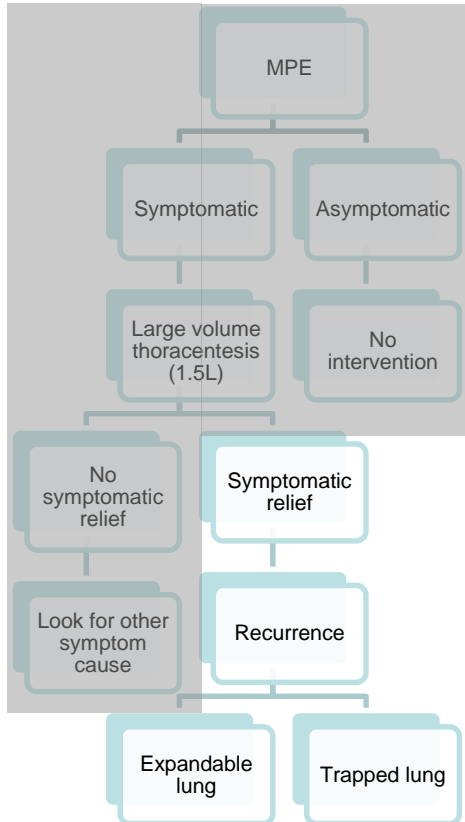 MPE
Symptomatic
Asymptomatic
Large volume
thoracentesis
(1.5L)
No
intervention
No
symptomatic
relief
Symptomatic
relief
Look for other
symptom
cause
Recurrence
Expandable
lung
Trapped lung